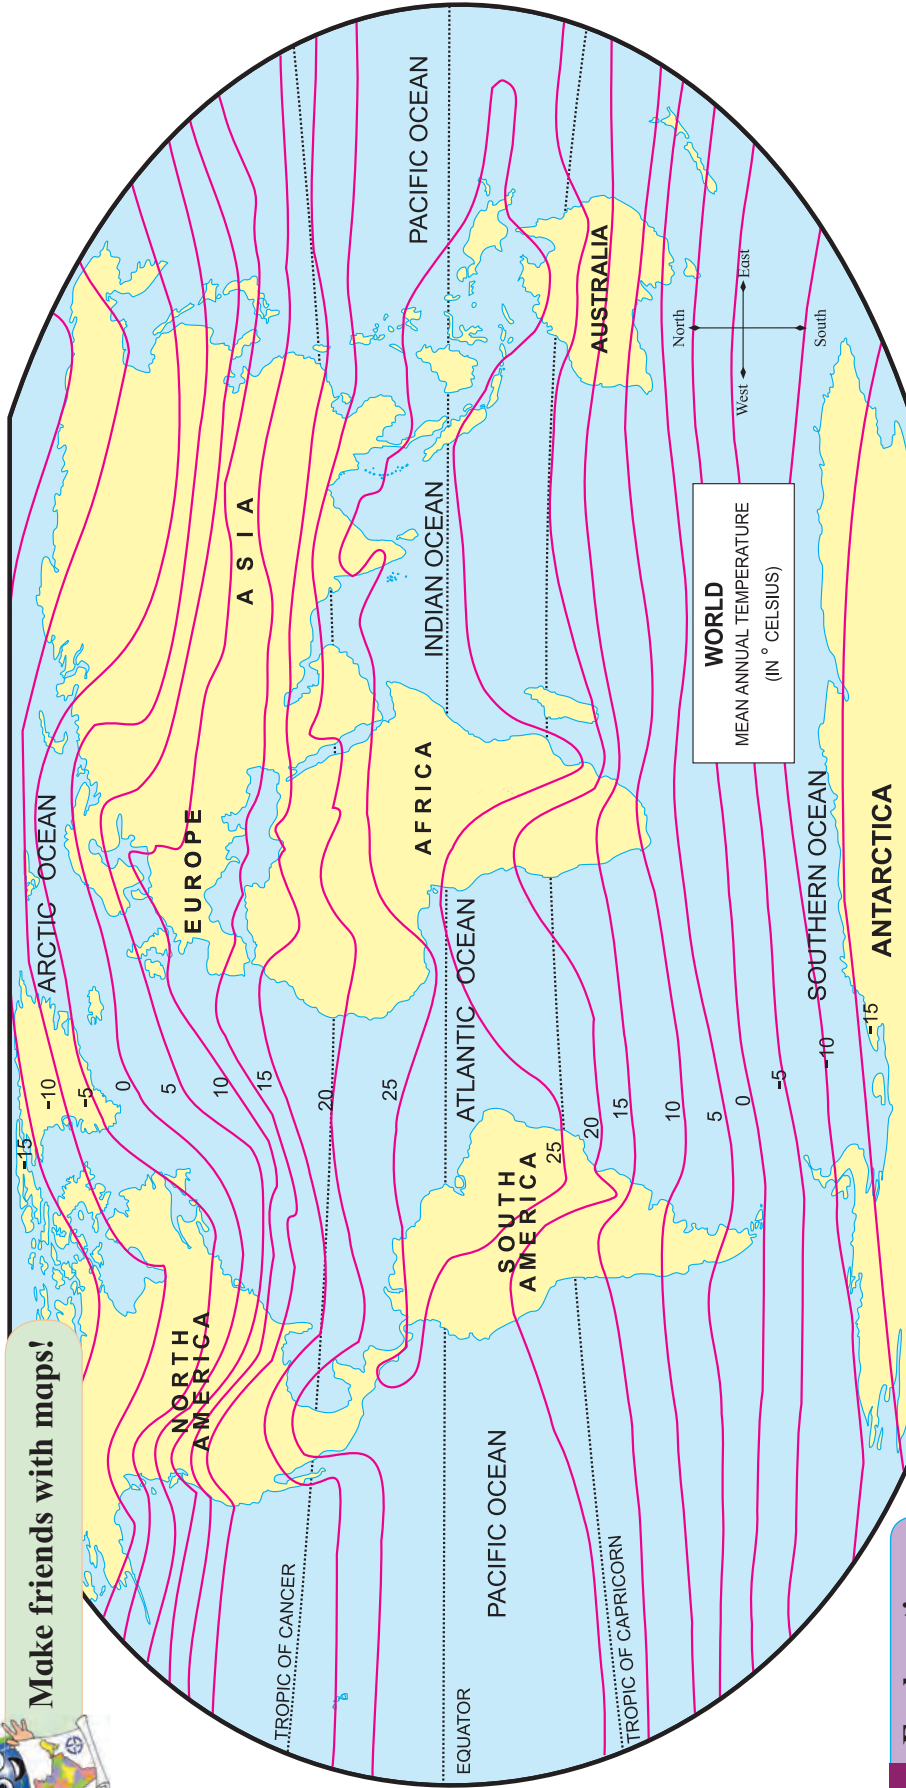 Make friends with maps!
ARCTIC OCEAN
-15
-10
-5
0
5
10
15
20
25
NORTH
AMERICA
EUROPE
ASIA
PACIFIC OCEAN
TROPIC OF CANCER
AFRICA
INDIAN OCEAN
ATLANTIC OCEAN
EQUATOR
PACIFIC OCEAN
SOUTH
AMERICA
AUSTRALIA
TROPIC OF CAPRICORN
25
20
15
10
5
0
-5
-10
-15
North
West
East
South
WORLD
MEAN ANNUAL TEMPERATURE
(IN ° CELSIUS)
SOUTHERN OCEAN
ANTARCTICA